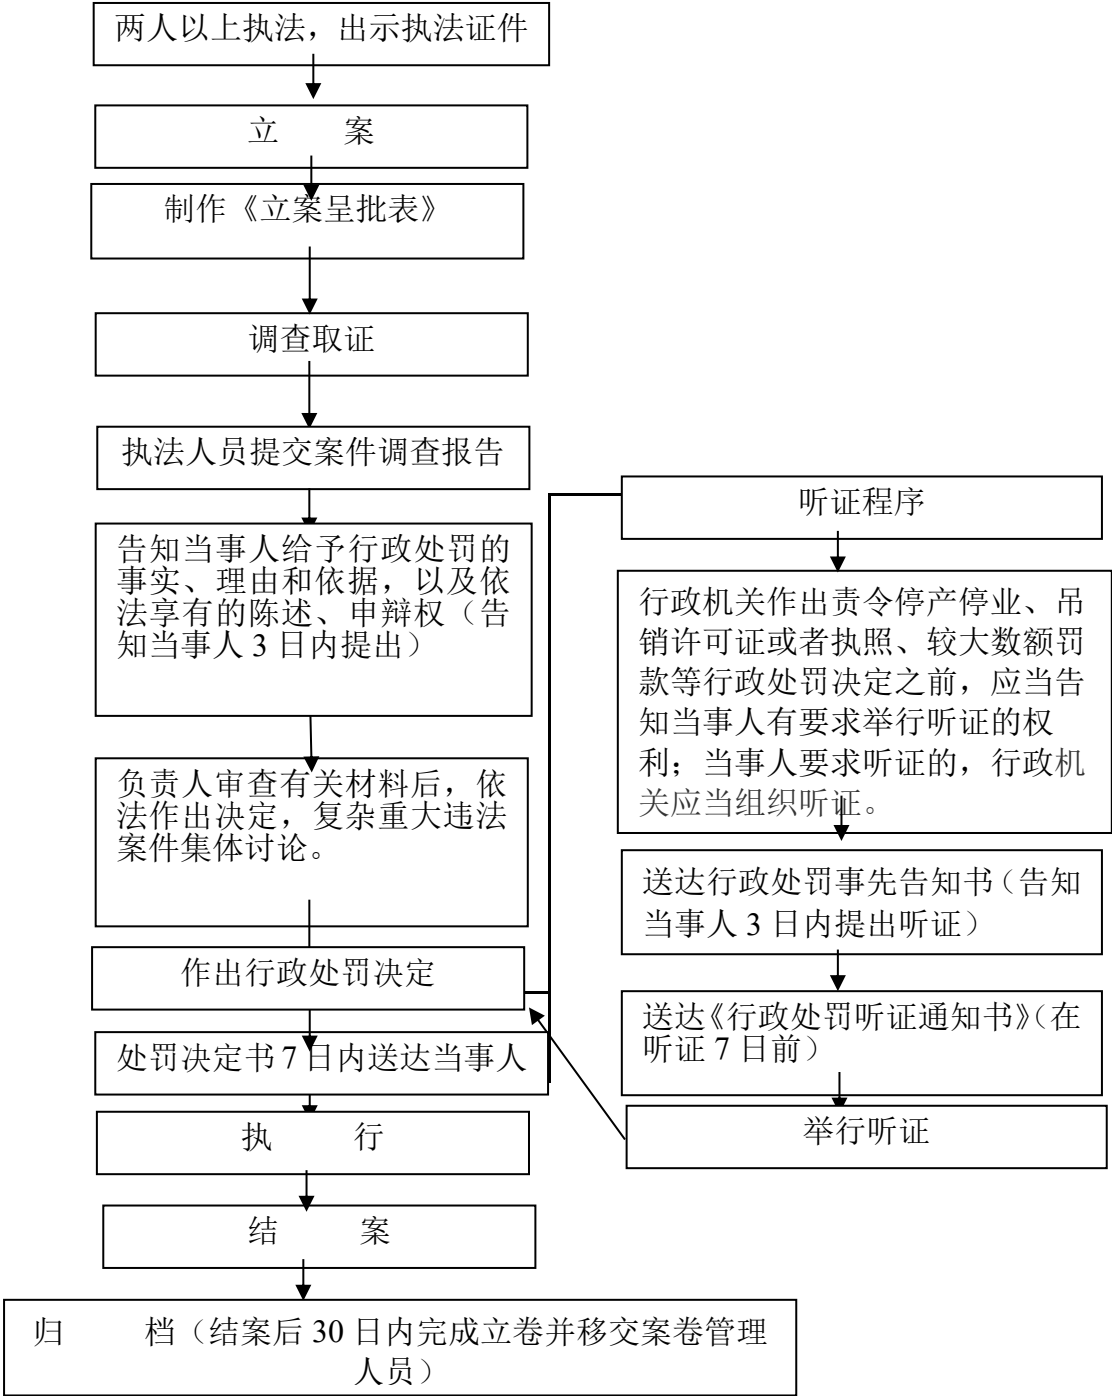 两人以上执法，出示执法证件
立 案
制作《立案呈批表》
调查取证
执法人员提交案件调查报告
告知当事人给予行政处罚的
事实、理由和依据，以及依
法享有的陈述、申辩权（告
知当事人 3 日内提出）
负责人审查有关材料后，依
法作出决定，复杂重大违法
案件集体讨论。
作出行政处罚决定
处罚决定书 7 日内送达当事人
执 行
结 案
归 档（结案后 30 日内完成立卷并移交案卷管理
人员）
听证程序
行政机关作出责令停产停业、吊
销许可证或者执照、较大数额罚
款等行政处罚决定之前，应当告
知当事人有要求举行听证的权
利；当事人要求听证的，行政机
关应当组织听证。
送达行政处罚事先告知书（告知
当事人 3 日内提出听证）
送达《行政处罚听证通知书》（在
听证 7 日前）
举行听证